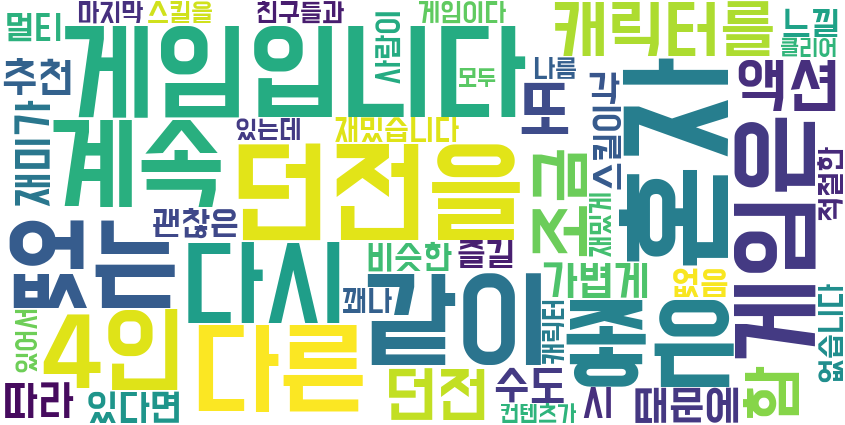 마지막 스킬을 친구들과 게임이다
멀티 게임입니다 사람이 캐릭터를 느낄
클리어
추천 모두 나름 각 액션
재미가 계속 있는데 재밌습니다 또 스킬이 혼자 게임은
던전을 조금 적절한
괜찮은 재밌게
없는 다시 비슷한 즐길 가볍게 없음
꽤나 같이 캐릭터 좋은 없습니다
있어서 4인 다른
따라 있다면 던전 수도 컨텐츠가 시 때문에 함